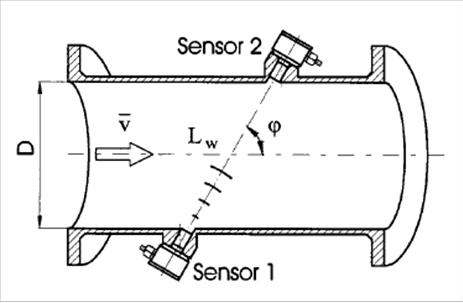 Sensor 2
v̄
L_w
φ
D
Sensor 1